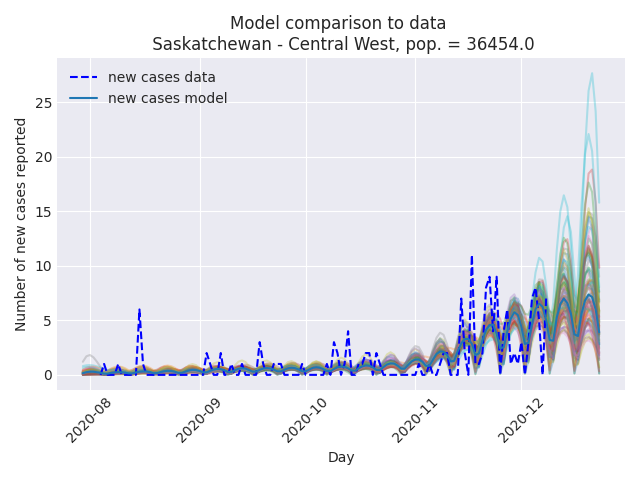 Model comparison to data
Saskatchewan - Central West, pop. = 36454.0
new cases data
new cases model
Number of new cases reported
25
20
15
10
5
0
2020-08
2020-09
2020-10
2020-11
2020-12
Day